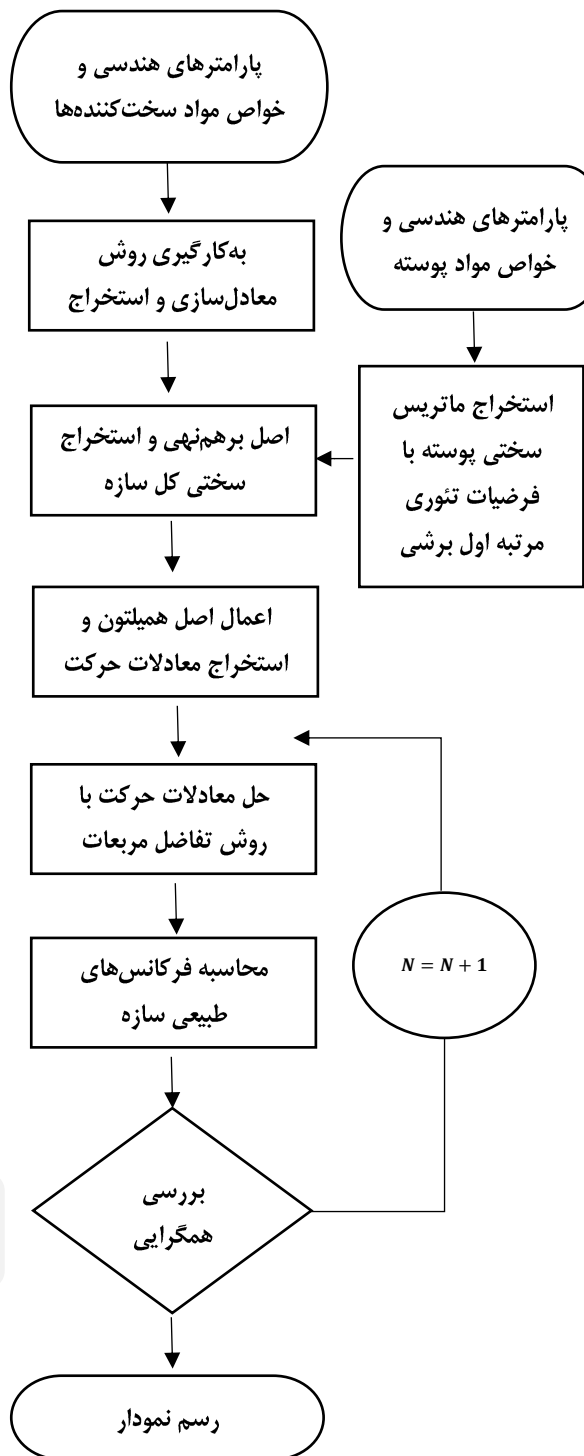 پارامترهای هندسی و
خواص مواد سخت‌کننده‌ها
پارامترهای هندسی و
خواص مواد پوسته
به‌کارگیری روش
معادل‌سازی و استخراج
استخراج ماتریس
سختی پوسته با
فرضیات تئوری
مرتبه اول برشی
اصل برهم‌نهی و استخراج
سختی کل سازه
اعمال اصل همیلتون و
استخراج معادلات حرکت
حل معادلات حرکت با
روش تفاضل مربعات
محاسبه فرکانس‌های
طبیعی سازه
N = N + 1
بررسی
همگرایی
رسم نمودار